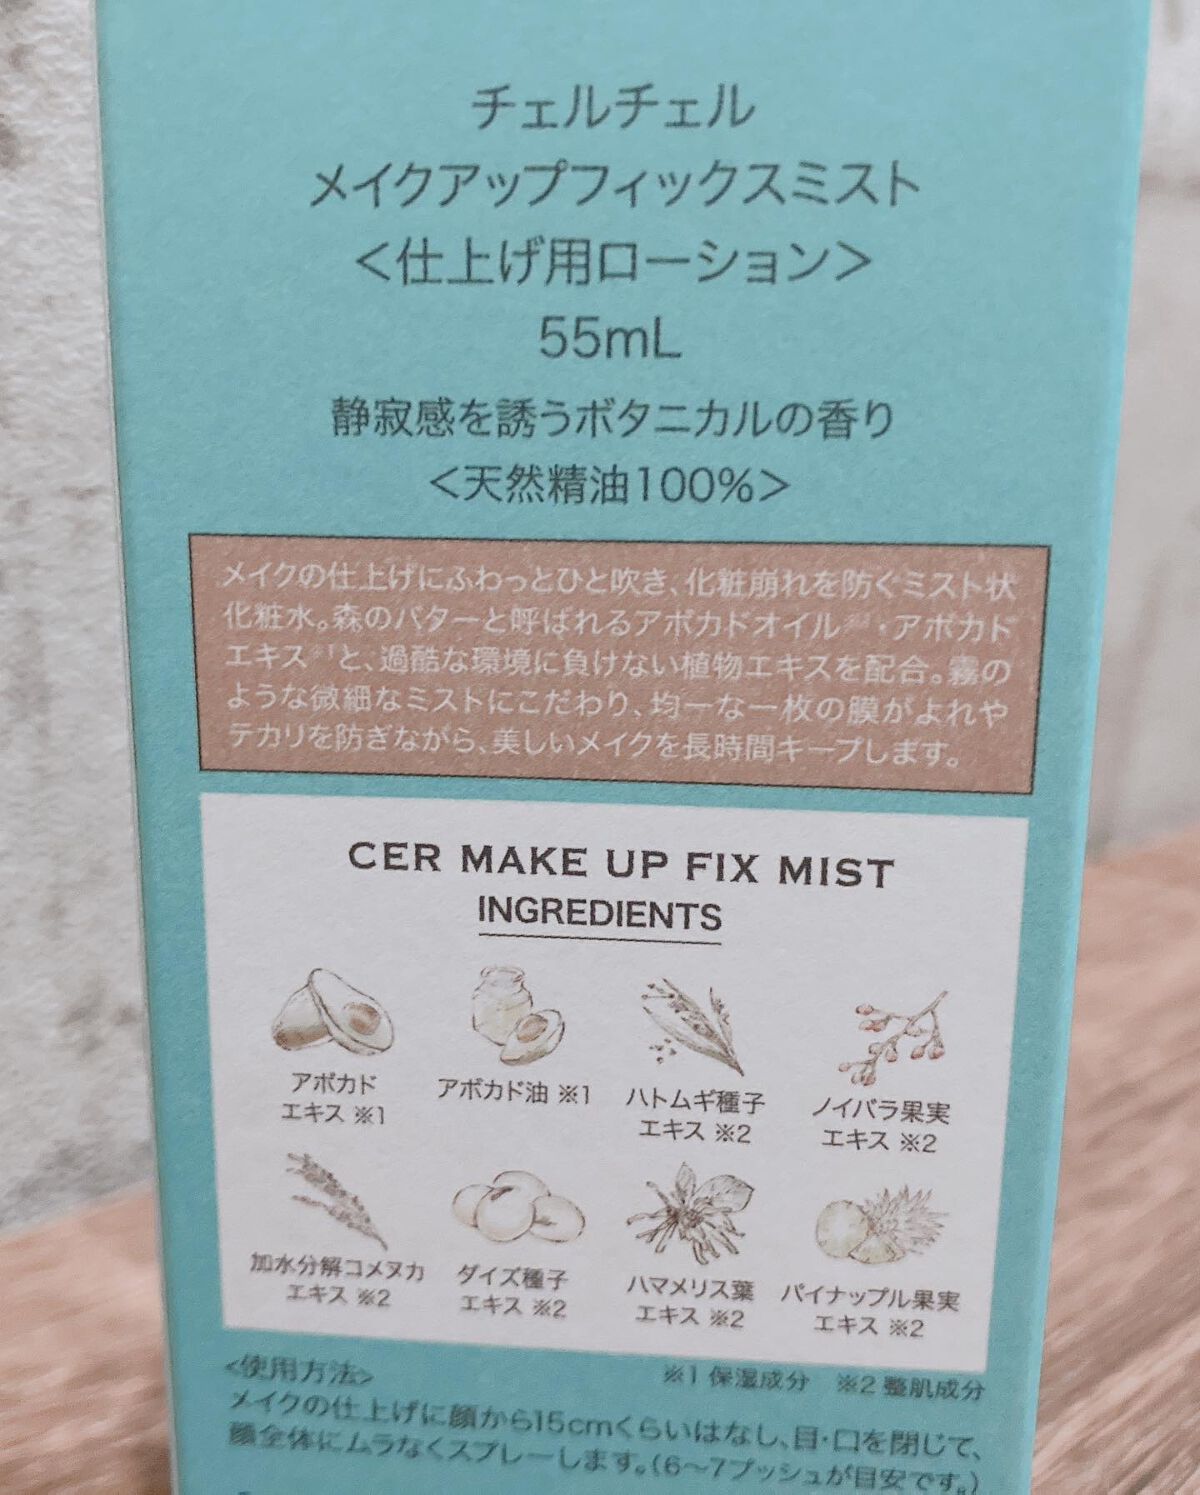 チェルチェル
メイクアップフィックスミスト
<仕上げ用ローション>
55mL
静寂感を誘うボタニカルの香り
<天然精油100%>
メイクの仕上げにふわっとひと吹き、化粧崩れを防ぐミスト状
化粧水。森のバターと呼ばれるアボカドオイル※1・アボカド
エキス※1と、過酷な環境に負けない植物エキスを配合。霧の
ような微細なミストにこだわり、均一な一枚の膜がよれや
テカリを防ぎながら、美しいメイクを長時間キープします。
CER MAKE UP FIX MIST
INGREDIENTS
アボカド
エキス ※1
アボカド油 ※1
ハトムギ種子
エキス ※2
ノイバラ果実
エキス ※2
加水分解コメヌカ
エキス ※2
ダイズ種子
エキス ※2
ハマメリス葉
エキス ※2
パイナップル果実
エキス ※2
※1 保湿成分 ※2 整肌成分
<使用方法>
メイクの仕上げに顔から15cmくらいはなし、目・口を閉じて、
顔全体にムラなくスプレーします。(6〜7プッシュが目安です。)